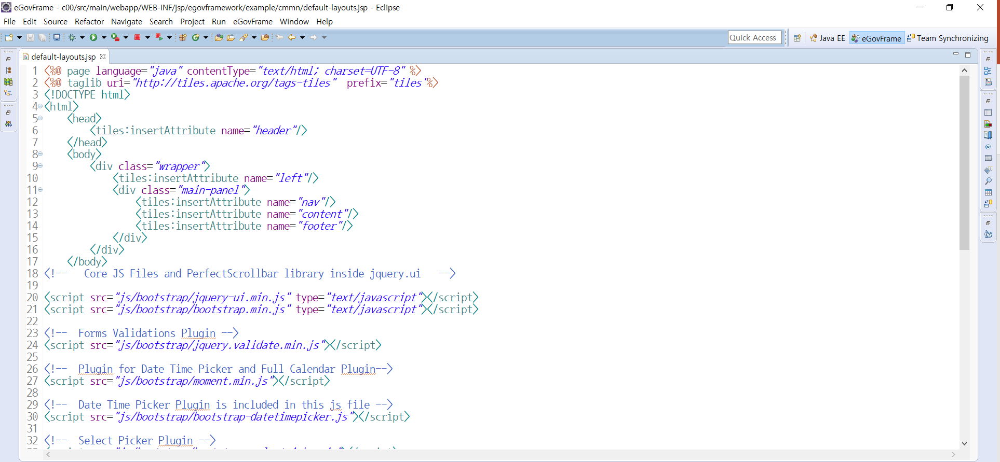 eGovFrame - c00/src/main/webapp/WEB-INF/jsp/egovframework/example/cmmn/default-layouts.jsp - Eclipse
File Edit Source Refactor Navigate Search Project Run eGovFrame Window Help
Quick Access Java EE eGovFrame Team Synchronizing
default-layouts.jsp
1 <%@ page language="java" contentType="text/html; charset=UTF-8" %>
2 <%@ taglib uri="http://tiles.apache.org/tags-tiles"  prefix="tiles"%>
3 <!DOCTYPE html>
4 <html>
5     <head>
6         <tiles:insertAttribute name="header"/>
7     </head>
8     <body>
9         <div class="wrapper">
10             <tiles:insertAttribute name="left"/>
11             <div class="main-panel">
12                 <tiles:insertAttribute name="nav"/>
13                 <tiles:insertAttribute name="content"/>
14                 <tiles:insertAttribute name="footer"/>
15             </div>
16         </div>
17     </body>
18 <!--   Core JS Files and PerfectScrollbar library inside jquery.ui   -->
19
20 <script src="js/bootstrap/jquery-ui.min.js" type="text/javascript"></script>
21 <script src="js/bootstrap/bootstrap.min.js" type="text/javascript"></script>
22
23 <!--  Forms Validations Plugin -->
24 <script src="js/bootstrap/jquery.validate.min.js"></script>
25
26 <!--  Plugin for Date Time Picker and Full Calendar Plugin-->
27 <script src="js/bootstrap/moment.min.js"></script>
28
29 <!--  Date Time Picker Plugin is included in this js file -->
30 <script src="js/bootstrap/bootstrap-datetimepicker.js"></script>
31
32 <!--  Select Picker Plugin -->